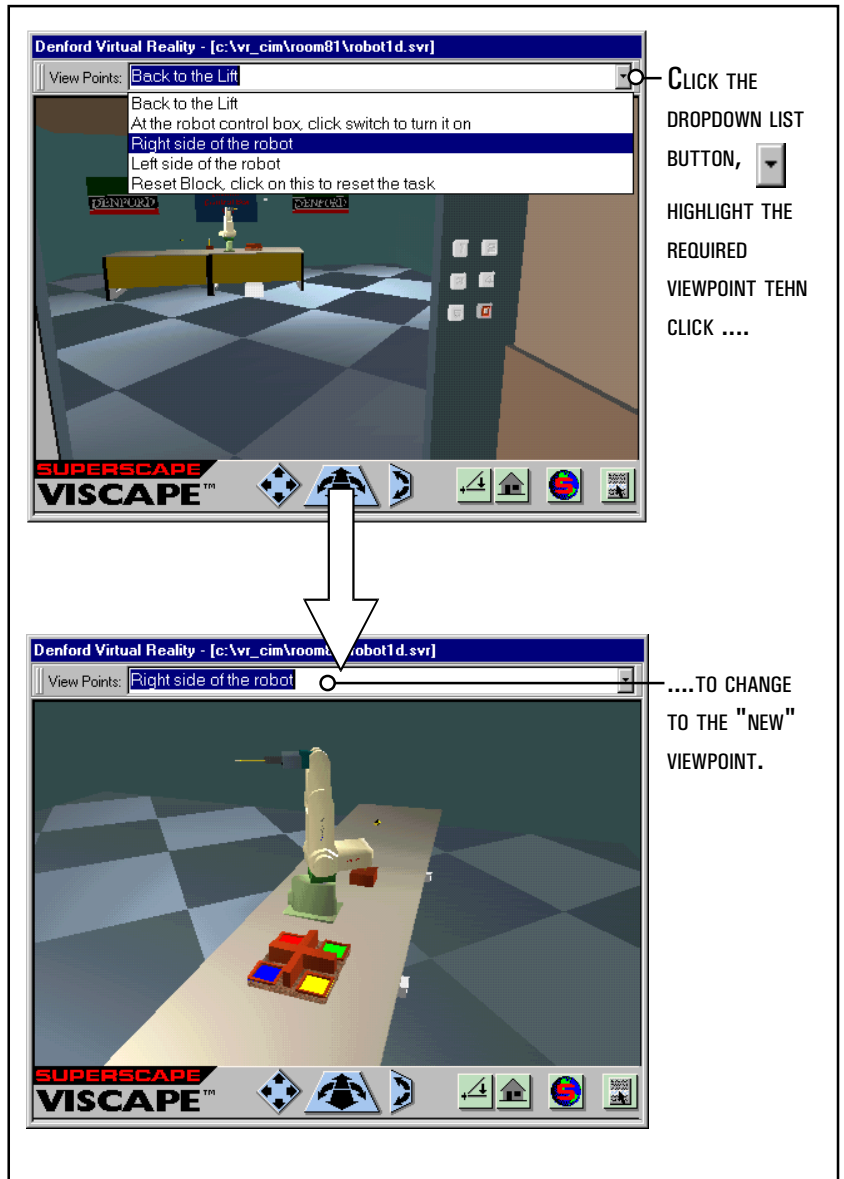 Denford Virtual Reality - [c:\vr_cim\room81\robot1d.svr]
View Points: Back to the Lift
Back to the Lift
At the robot control box, click switch to turn it on
Right side of the robot
Left side of the robot
Reset Block, click on this to reset the task
DENFORD
DENFORD
SUPERSCAPE
VISCAPE™
CLICK THE
DROPDOWN LIST
BUTTON,
HIGHLIGHT THE
REQUIRED
VIEWPOINT TEHN
CLICK ....
Denford Virtual Reality - [c:\vr_cim\room81\robot1d.svr]
View Points: Right side of the robot
SUPERSCAPE
VISCAPE™
....TO CHANGE
TO THE "NEW"
VIEWPOINT.